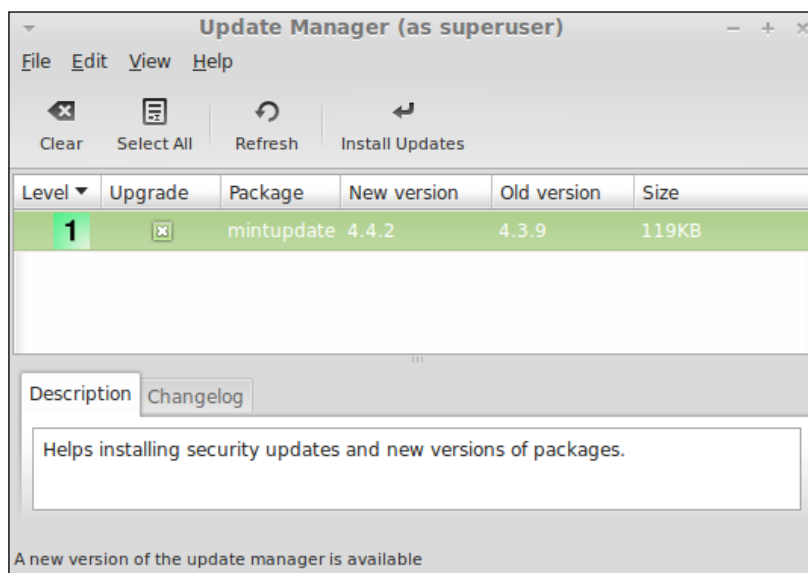 Update Manager (as superuser)
File Edit View Help
Clear Select All Refresh Install Updates
Level Upgrade Package New version Old version Size
1 mintupdate 4.4.2 4.3.9 119KB
Description Changelog
Helps installing security updates and new versions of packages.
A new version of the update manager is available